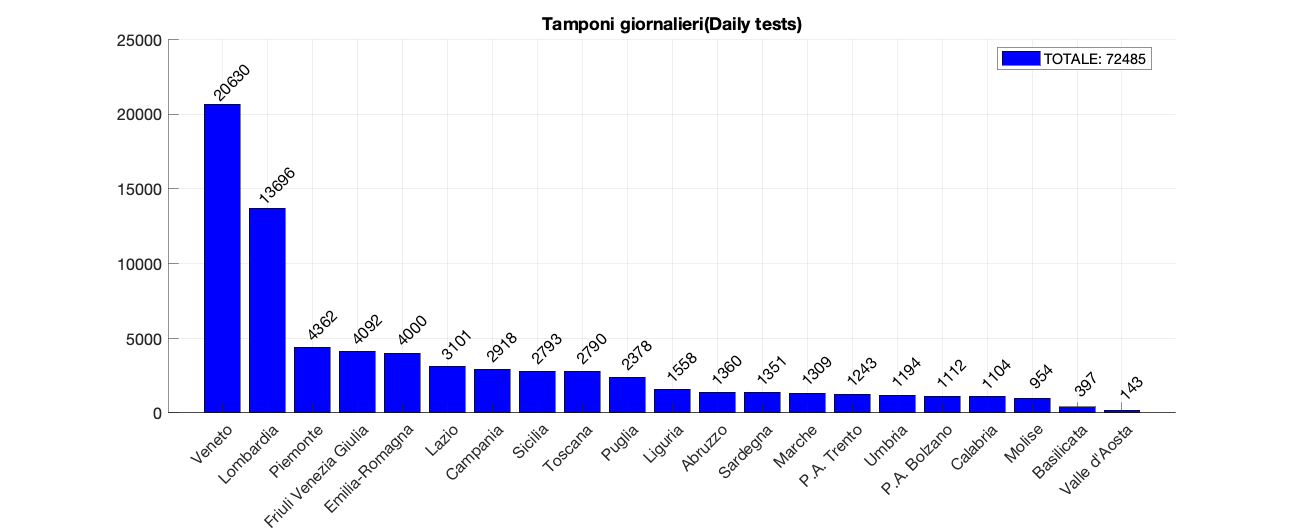 Tamponi giornalieri(Daily tests)
TOTALE: 72485
25000
20000
15000
10000
5000
0
20630
13696
4362
4092
4000
3101
2918
2793
2790
2378
1558
1360
1351
1309
1243
1194
1112
1104
954
397
143
Veneto
Lombardia
Piemonte
Friuli Venezia Giulia
Emilia-Romagna
Lazio
Campania
Sicilia
Toscana
Puglia
Liguria
Abruzzo
Sardegna
Marche
P.A. Trento
Umbria
P.A. Bolzano
Calabria
Molise
Basilicata
Valle d'Aosta